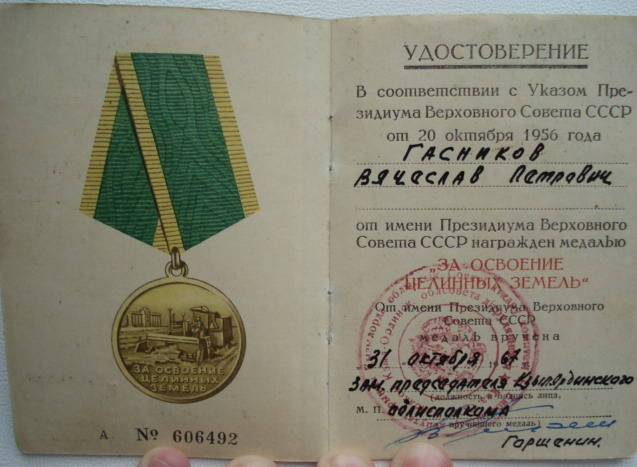 ЗА ОСВОЕНИЕ
ЦЕЛИННЫХ
ЗЕМЕЛЬ
А № 606492
УДОСТОВЕРЕНИЕ
В соответствии с Указом Пре-
зидиума Верховного Совета СССР
от 20 октября 1956 года
Гасников
Вячеслав Петрович
от имени Президиума Верховного
Совета СССР награжден медалью
„ЗА ОСВОЕНИЕ
ЦЕЛИННЫХ ЗЕМЕЛЬ“
От имени Президиума Верховного
Совета СССР
медаль вручена
31 октября 67
Зам. председателя Кзылординского
(должность и подпись лица,
М. П. облисполкома
вручившего медаль)
Горшанин.